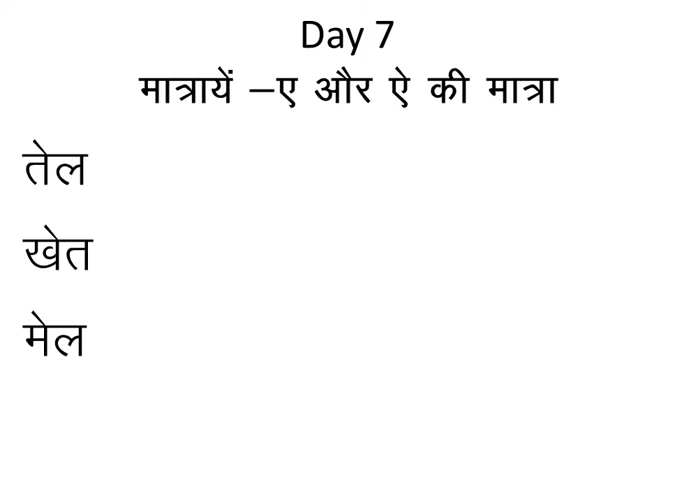 Day 7
मात्रायें –ए और ऐ की मात्रा
तेल
खेत
मेल